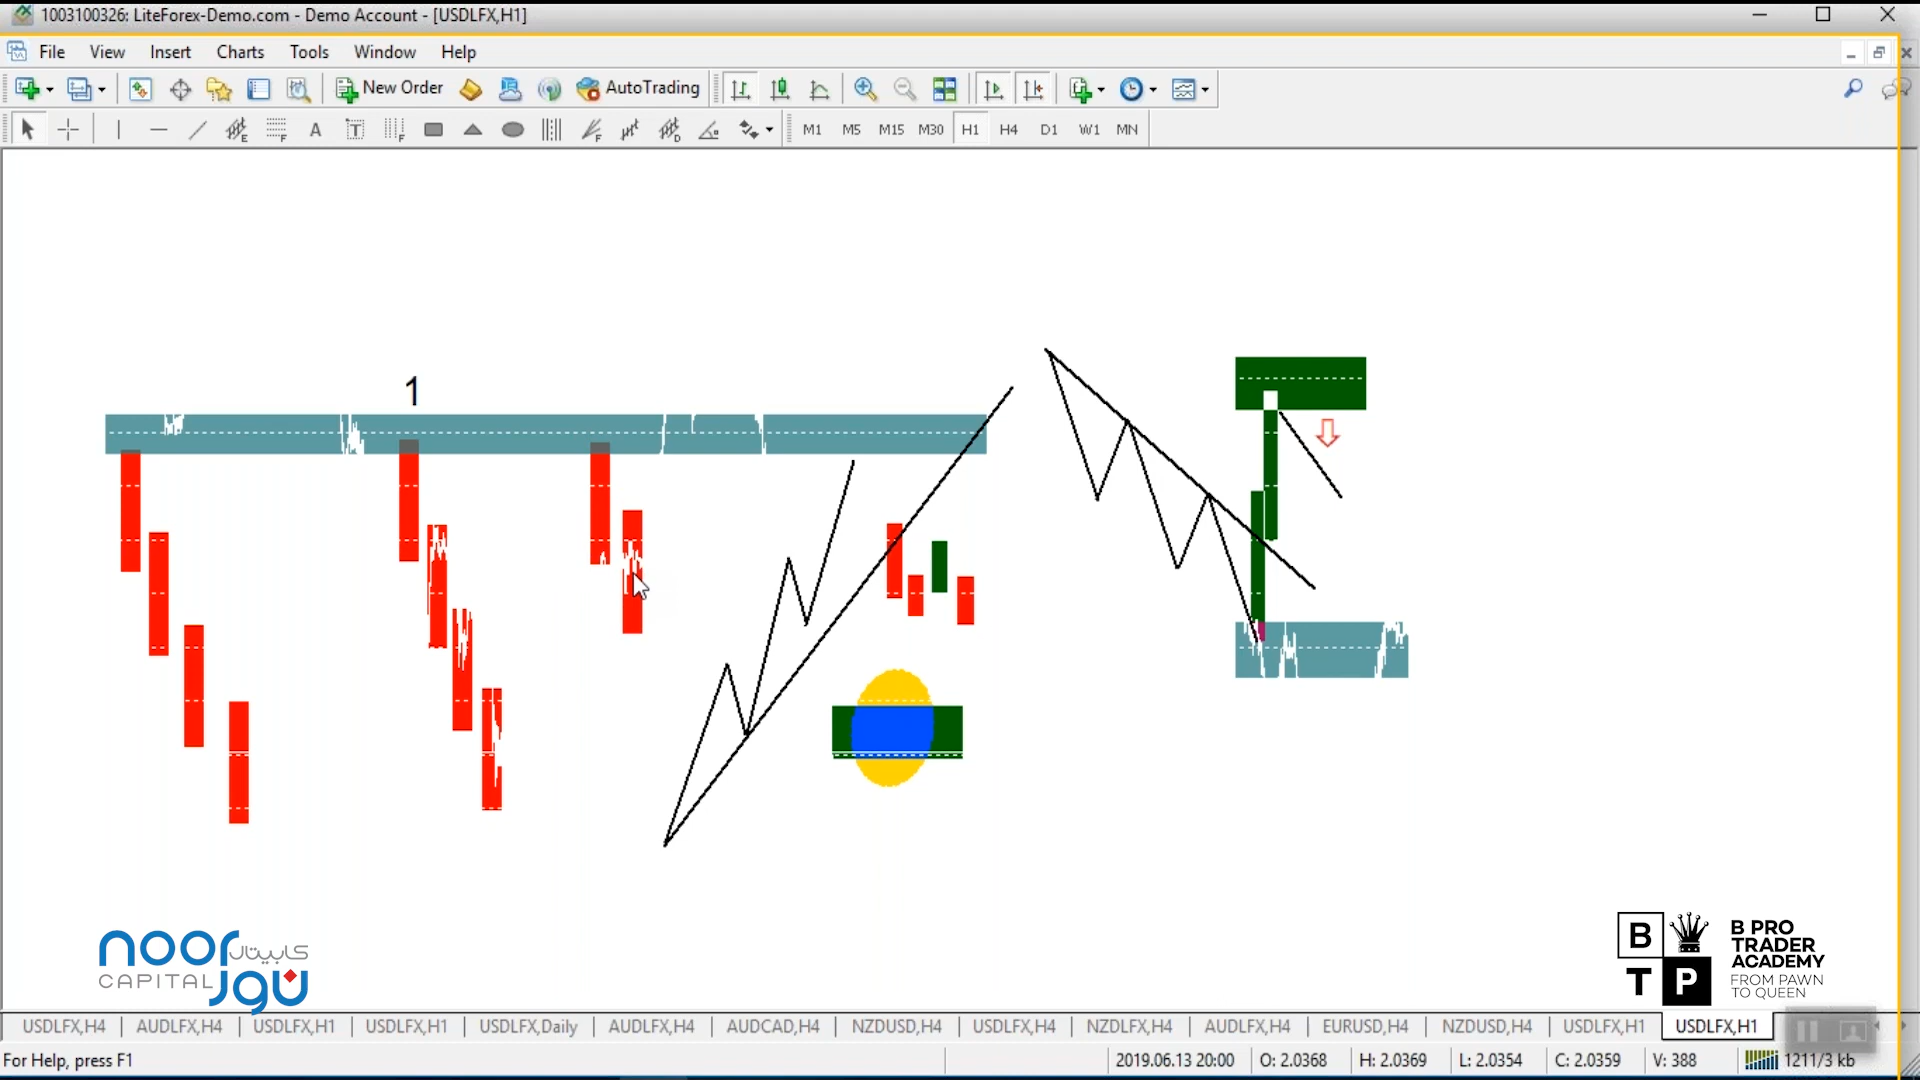 1003100326: LiteForex-Demo.com - Demo Account - [USDLFX,H1]
File View Insert Charts Tools Window Help
New Order AutoTrading
A T M1 M5 M15 M30 H1 H4 D1 W1 MN
1
noor كابيتال
CAPITAL نور
B
T P
B PRO
TRADER
ACADEMY
FROM PAWN
TO QUEEN
USDLFX,H4 AUDLFX,H4 USDLFX,H1 USDLFX,H1 USDLFX,Daily AUDLFX,H4 AUDCAD,H4 NZDUSD,H4 USDLFX,H4 NZDLFX,H4 AUDLFX,H4 EURUSD,H4 NZDUSD,H4 USDLFX,H1 USDLFX,H1
For Help, press F1 2019.06.13 20:00 O: 2.0368 H: 2.0369 L: 2.0354 C: 2.0359 V: 388 1211/3 kb